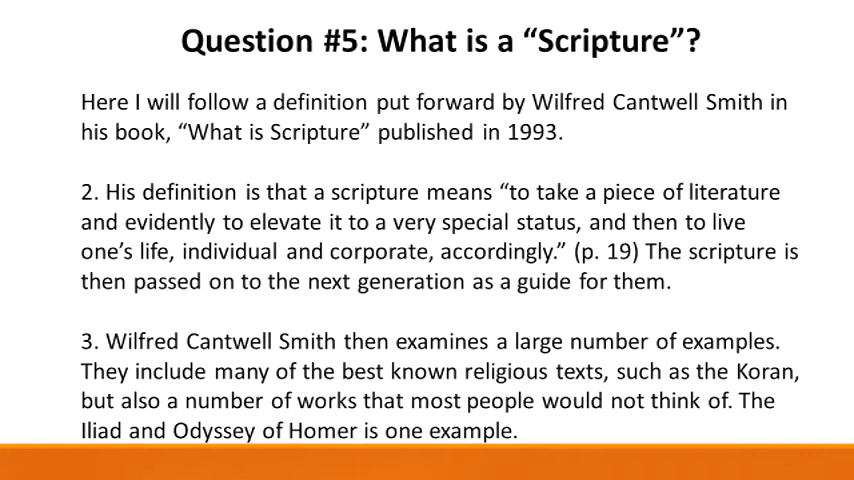 Question #5: What is a “Scripture”?
Here I will follow a definition put forward by Wilfred Cantwell Smith in
his book, “What is Scripture” published in 1993.
2. His definition is that a scripture means “to take a piece of literature
and evidently to elevate it to a very special status, and then to live
one’s life, individual and corporate, accordingly.” (p. 19) The scripture is
then passed on to the next generation as a guide for them.
3. Wilfred Cantwell Smith then examines a large number of examples.
They include many of the best known religious texts, such as the Koran,
but also a number of works that most people would not think of. The
Iliad and Odyssey of Homer is one example.